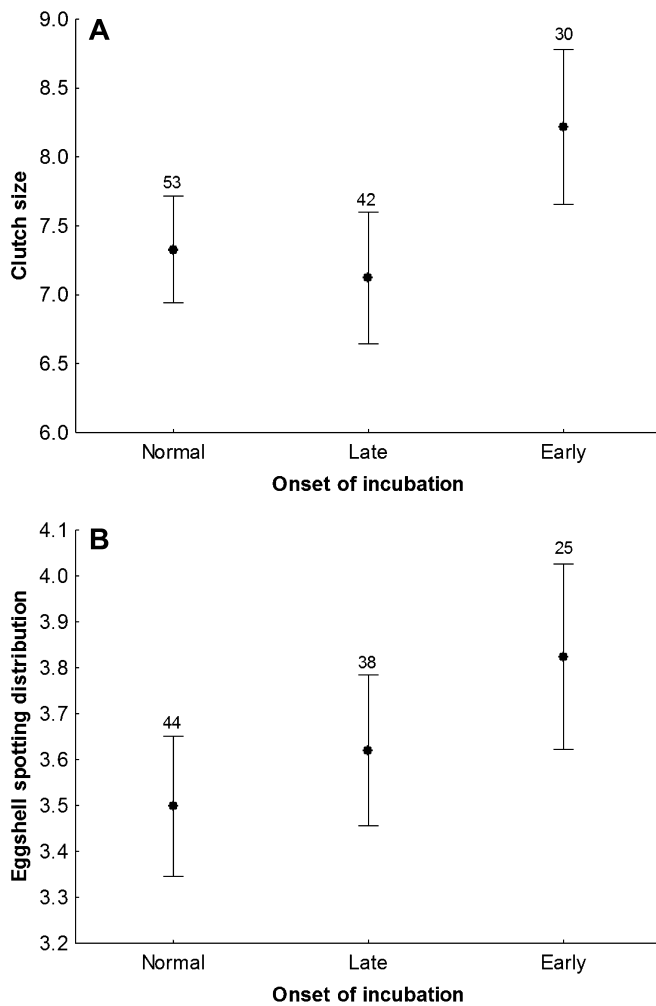 A
9.0
8.5
8.0
7.5
7.0
6.5
6.0
Clutch size
53
42
30
Normal Late Early
Onset of incubation
B
4.1
4.0
3.9
3.8
3.7
3.6
3.5
3.4
3.3
3.2
Eggshell spotting distribution
44
38
25
Normal Late Early
Onset of incubation